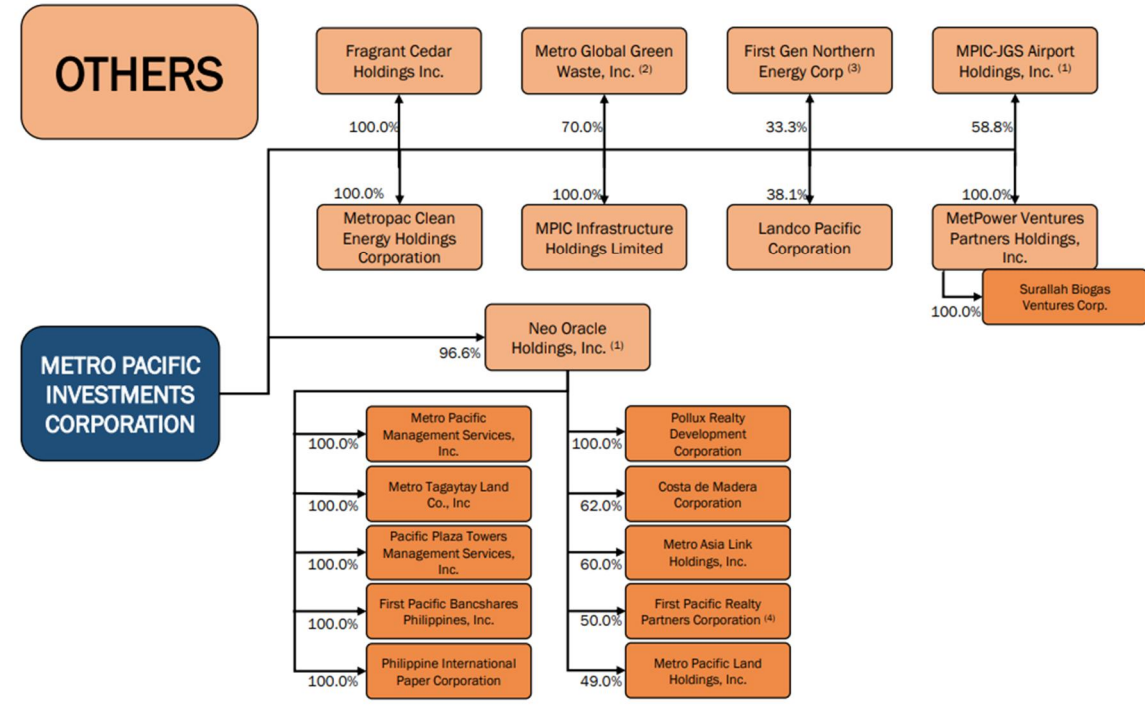 OTHERS
Fragrant Cedar
Holdings Inc.
Metro Global Green
Waste, Inc. (2)
First Gen Northern
Energy Corp (3)
MPIC-JGS Airport
Holdings, Inc. (1)
100.0%
70.0%
33.3%
58.8%
100.0%
100.0%
38.1%
100.0%
Metropac Clean
Energy Holdings
Corporation
MPIC Infrastructure
Holdings Limited
Landco Pacific
Corporation
MetPower Ventures
Partners Holdings,
Inc.
100.0%
Surallah Biogas
Ventures Corp.
METRO PACIFIC
INVESTMENTS
CORPORATION
96.6%
Neo Oracle
Holdings, Inc. (1)
100.0%
Metro Pacific
Management Services,
Inc.
100.0%
Metro Tagaytay Land
Co., Inc
100.0%
Pacific Plaza Towers
Management Services,
Inc.
100.0%
First Pacific Bancshares
Philippines, Inc.
100.0%
Philippine International
Paper Corporation
100.0%
Pollux Realty
Development
Corporation
62.0%
Costa de Madera
Corporation
60.0%
Metro Asia Link
Holdings, Inc.
50.0%
First Pacific Realty
Partners Corporation (4)
49.0%
Metro Pacific Land
Holdings, Inc.